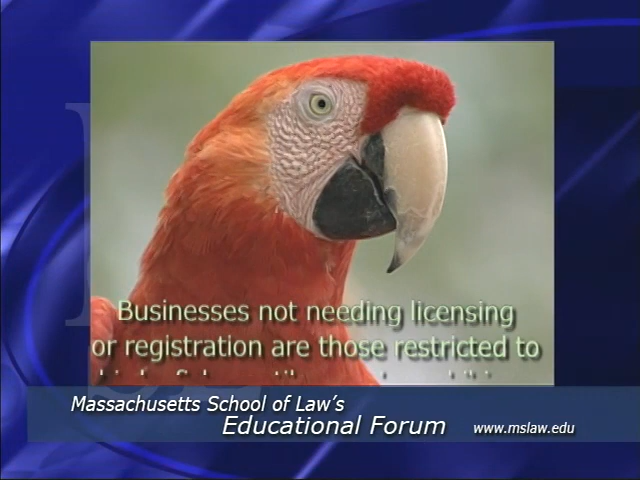 Businesses not needing licensing
or registration are those restricted to
Massachusetts School of Law's
Educational Forum
www.mslaw.edu